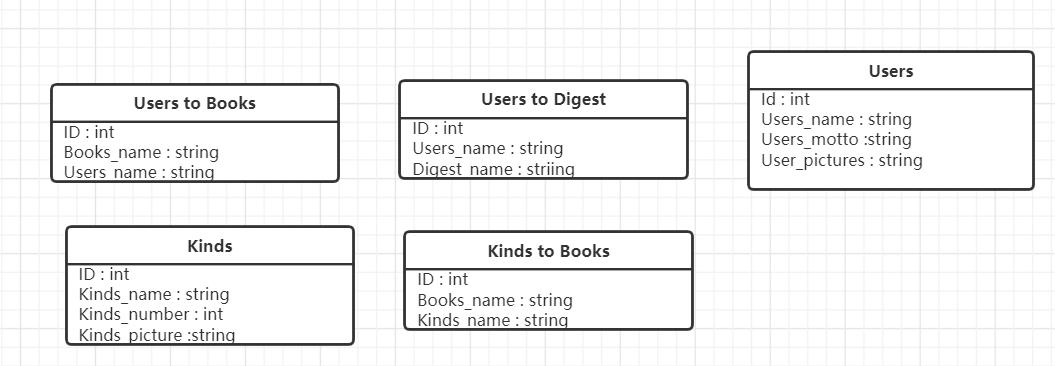 Users to Books
ID : int
Books_name : string
Users_name : string
Users to Digest
ID : int
Users_name : string
Digest_name : striing
Users
Id : int
Users_name : string
Users_motto :string
User_pictures : string
Kinds
ID : int
Kinds_name : string
Kinds_number : int
Kinds_picture :string
Kinds to Books
ID : int
Books_name : string
Kinds_name : string